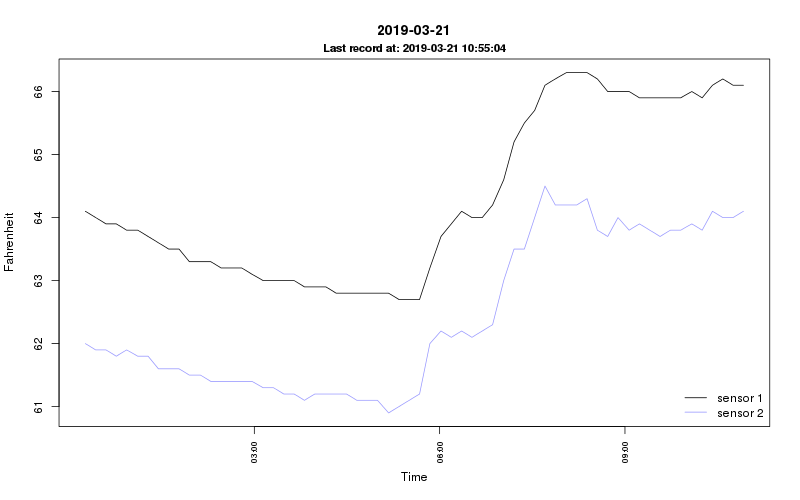 2019-03-21
Last record at: 2019-03-21 10:55:04
Fahrenheit
66
65
64
63
62
61
sensor 1
sensor 2
03:00
06:00
09:00
Time